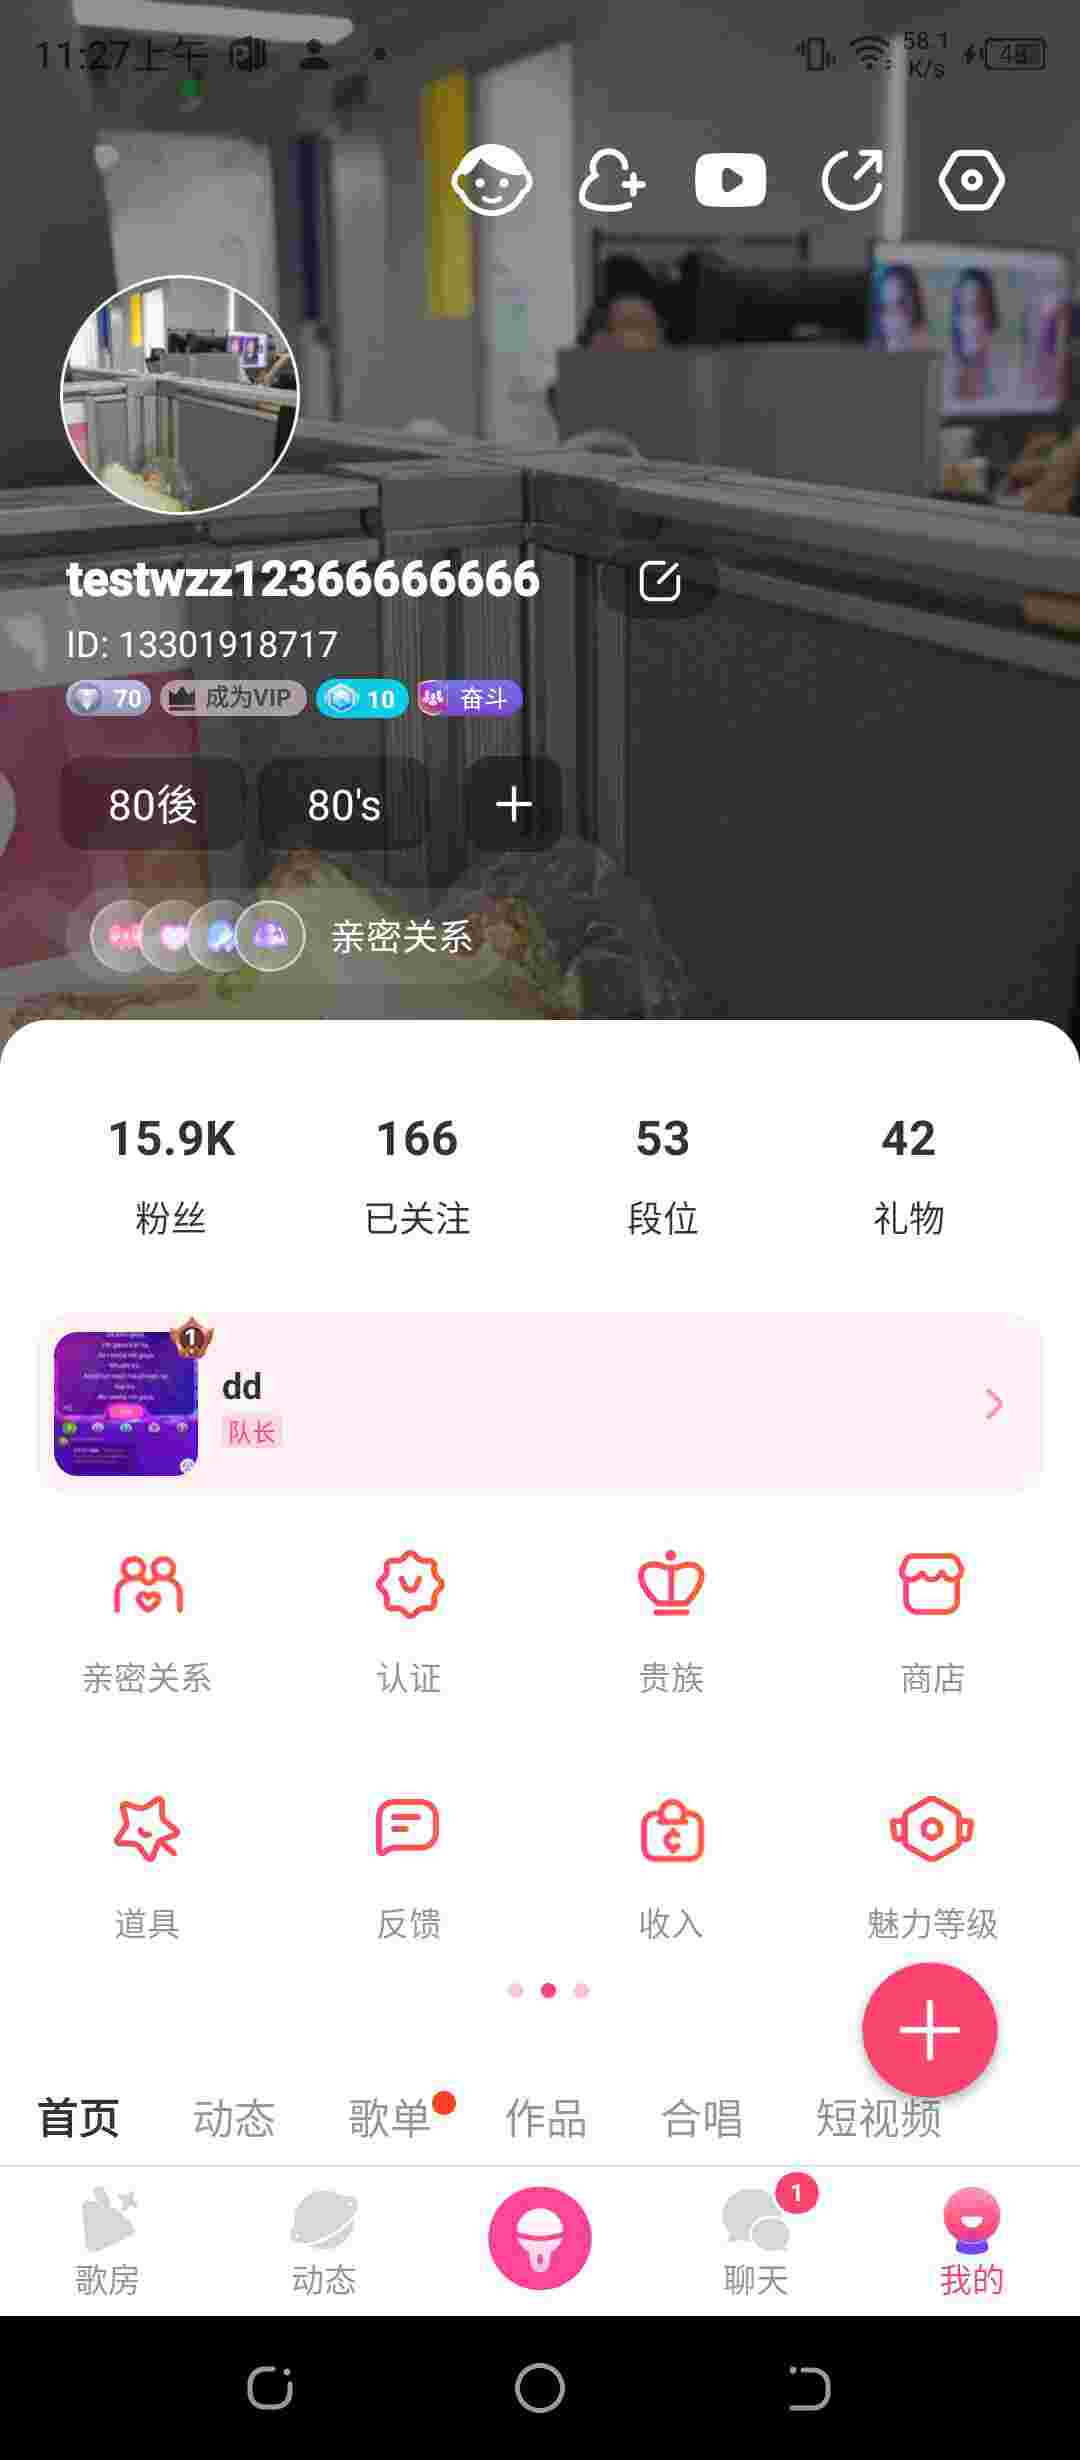 11:27上午
58.1
K/s
testwzz12366666666
ID: 13301918717
70 成为VIP 10 奋斗
80後 80's
亲密关系
15.9K 166 53 42
粉丝 已关注 段位 礼物
1
dd
队长
亲密关系 认证 贵族 商店
道具 反馈 收入 魅力等级
首页 动态 歌单 作品 合唱 短视频
1
歌房 动态 聊天 我的